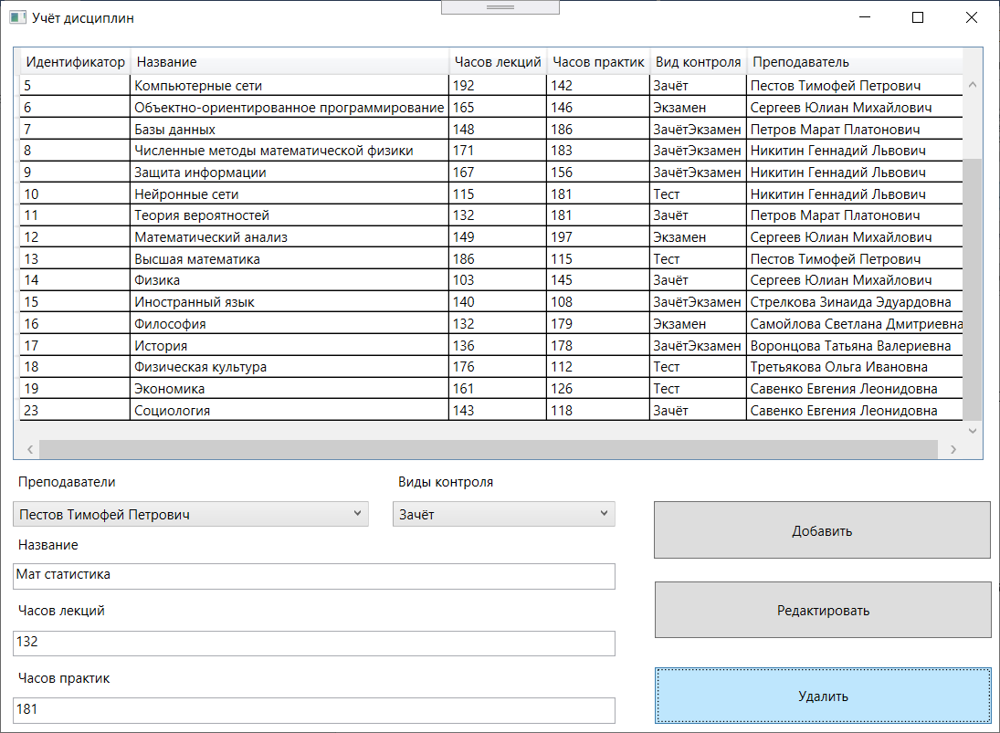 Учёт дисциплин
Идентификатор Название Часов лекций Часов практик Вид контроля Преподаватель
5 Компьютерные сети 192 142 Зачёт Пестов Тимофей Петрович
6 Объектно-ориентированное программирование 165 146 Экзамен Сергеев Юлиан Михайлович
7 Базы данных 148 186 ЗачётЭкзамен Петров Марат Платонович
8 Численные методы математической физики 171 183 ЗачётЭкзамен Никитин Геннадий Львович
9 Защита информации 167 156 ЗачётЭкзамен Никитин Геннадий Львович
10 Нейронные сети 115 181 Тест Никитин Геннадий Львович
11 Теория вероятностей 132 181 Зачёт Петров Марат Платонович
12 Математический анализ 149 197 Экзамен Сергеев Юлиан Михайлович
13 Высшая математика 186 115 Тест Пестов Тимофей Петрович
14 Физика 103 145 Зачёт Сергеев Юлиан Михайлович
15 Иностранный язык 140 108 ЗачётЭкзамен Стрелкова Зинаида Эдуардовна
16 Философия 132 179 Экзамен Самойлова Светлана Дмитриевна
17 История 136 178 ЗачётЭкзамен Воронцова Татьяна Валериевна
18 Физическая культура 176 112 Тест Третьякова Ольга Ивановна
19 Экономика 161 126 Тест Савенко Евгения Леонидовна
23 Социология 143 118 Зачёт Савенко Евгения Леонидовна
Преподаватели Виды контроля
Пестов Тимофей Петрович Зачёт
Добавить
Название
Мат статистика
Часов лекций
Редактировать
132
Часов практик
Удалить
181